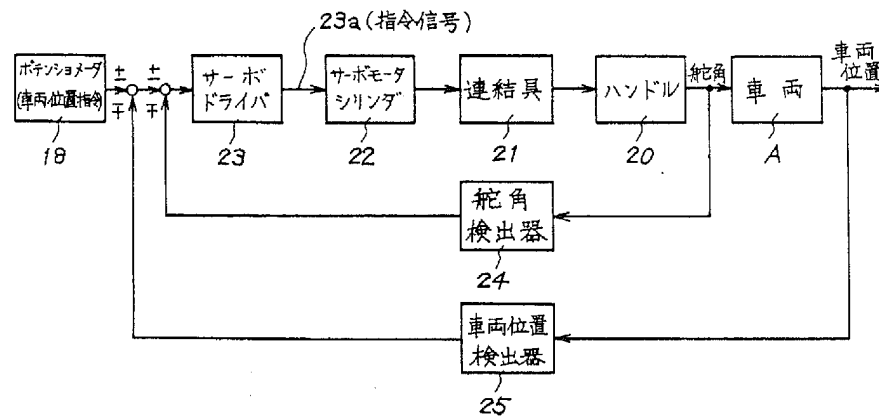 23a(指令信号)
ポテンショメータ
(車両位置指令)
18
±
∓
±
∓
サーボ
ドライバ
23
サーボモータ
シリンダ
22
連結具
21
ハンドル
20
舵角
車両
A
車両
位置
舵角
検出器
24
車両位置
検出器
25